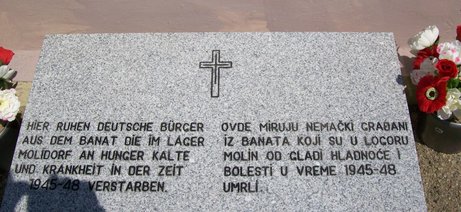 HIER RUHEN DEUTSCHE BÜRGER
AUS DEM BANAT DIE IM LAGER
MOLIDORF AN HUNGER KÄLTE
UND KRANKHEIT IN DER ZEIT
1945-48 VERSTARBEN.
OVDE MIRUJU NEMAČKI GRAĐANI
IZ BANATA KOJI SU U LOGORU
MOLIN OD GLADI HLADNOĆE I
BOLESTI U VREME 1945-48
UMRLI.